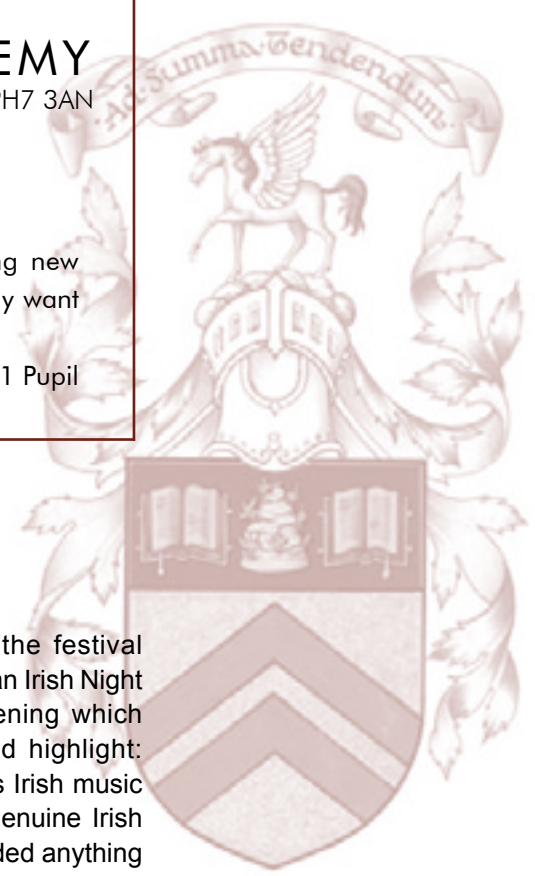 EMY
PH7 3AN
Ad Summa Tendendum
ng new
y want
1 Pupil
the festival
an Irish Night
ening which
d highlight:
s Irish music
enuine Irish
ded anything